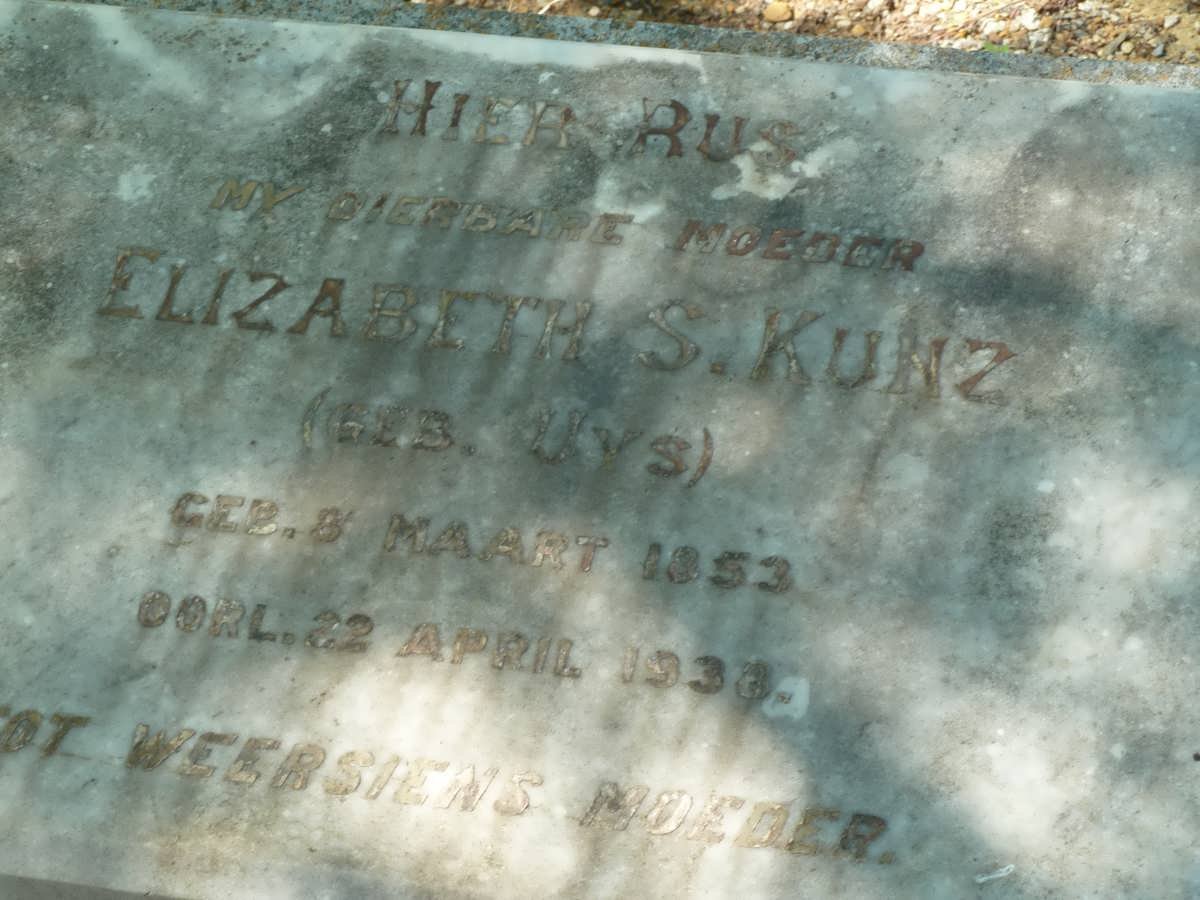 HIER RUS
MY DIERBARE MOEDER
ELIZABETH S. KUNZ
(GEB. UYS)
GEB. 8 MAART 1853
OORL. 22 APRIL 1938.
TOT WEERSIENS MOEDER.